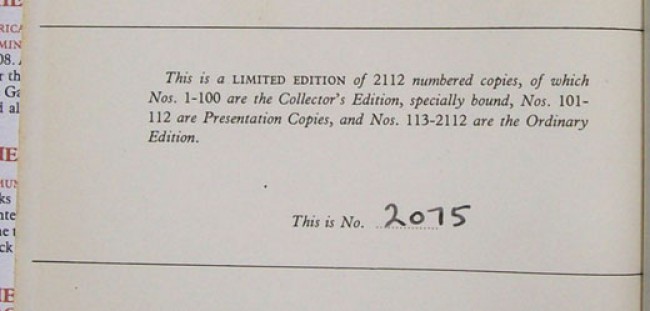 This is a LIMITED EDITION of 2112 numbered copies, of which
Nos. 1-100 are the Collector's Edition, specially bound, Nos. 101-
112 are Presentation Copies, and Nos. 113-2112 are the Ordinary
Edition.
This is No. 2075